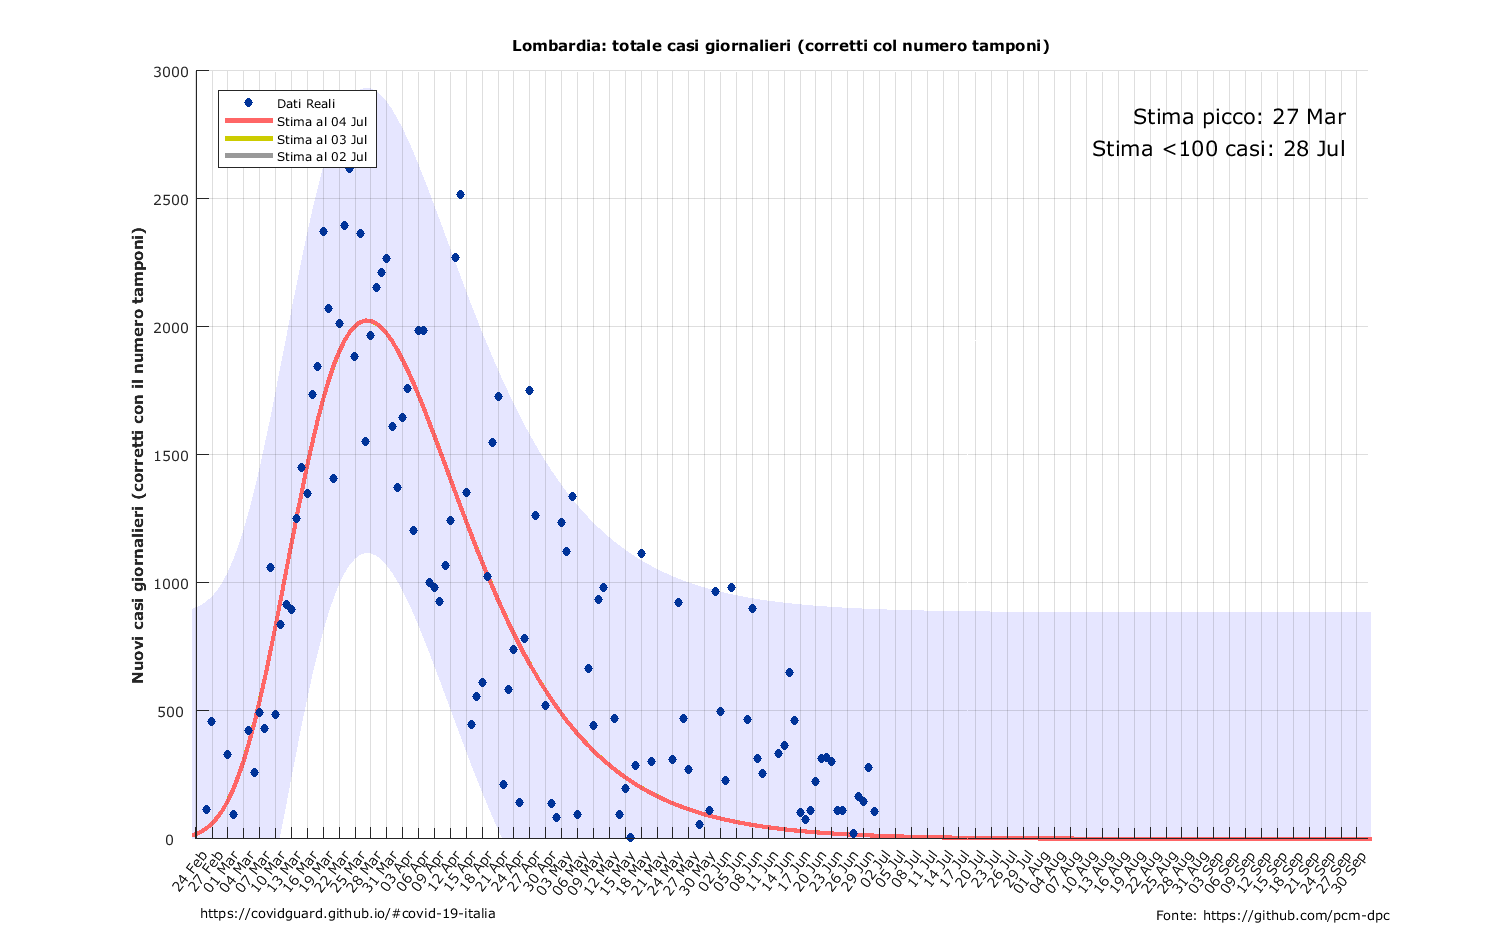 Lombardia: totale casi giornalieri (corretti col numero tamponi)
Dati Reali
Stima al 04 Jul
Stima al 03 Jul
Stima al 02 Jul
Stima picco: 27 Mar
Stima <100 casi: 28 Jul
Nuovi casi giornalieri (corretti con il numero tamponi)
3000
2500
2000
1500
1000
500
0
24 Feb
27 Feb
01 Mar
04 Mar
07 Mar
10 Mar
13 Mar
16 Mar
19 Mar
22 Mar
25 Mar
28 Mar
31 Mar
03 Apr
06 Apr
09 Apr
12 Apr
15 Apr
18 Apr
21 Apr
24 Apr
27 Apr
30 Apr
03 May
06 May
09 May
12 May
15 May
18 May
21 May
24 May
27 May
30 May
02 Jun
05 Jun
08 Jun
11 Jun
14 Jun
17 Jun
20 Jun
23 Jun
26 Jun
29 Jun
02 Jul
05 Jul
08 Jul
11 Jul
14 Jul
17 Jul
20 Jul
23 Jul
26 Jul
29 Jul
01 Aug
04 Aug
07 Aug
10 Aug
13 Aug
16 Aug
19 Aug
22 Aug
25 Aug
28 Aug
31 Aug
03 Sep
06 Sep
09 Sep
12 Sep
15 Sep
18 Sep
21 Sep
24 Sep
27 Sep
30 Sep
https://covidguard.github.io/#covid-19-italia
Fonte: https://github.com/pcm-dpc